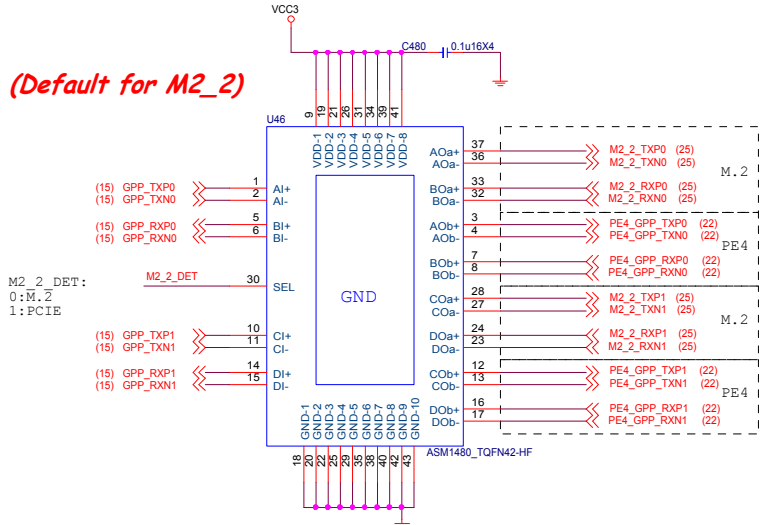 VCC3
C480 0.1u16X4
(Default for M2_2)
U46
9 19 21 26 31 34 39 41
VDD-1 VDD-2 VDD-3 VDD-4 VDD-5 VDD-6 VDD-7 VDD-8
(15) GPP_TXP0 1 AI+
(15) GPP_TXN0 2 AI-
(15) GPP_RXP0 5 BI+
(15) GPP_RXN0 6 BI-
M2_2_DET:
0:M.2
1:PCIE
M2_2_DET 30 SEL
(15) GPP_TXP1 10 CI+
(15) GPP_TXN1 11 CI-
(15) GPP_RXP1 14 DI+
(15) GPP_RXN1 15 DI-
GND
AOa+ 37 M2_2_TXP0 (25)
AOa- 36 M2_2_TXN0 (25)
M.2
BOa+ 33 M2_2_RXP0 (25)
BOa- 32 M2_2_RXN0 (25)
AOb+ 3 PE4_GPP_TXP0 (22)
AOb- 4 PE4_GPP_TXN0 (22)
PE4
BOb+ 7 PE4_GPP_RXP0 (22)
BOb- 8 PE4_GPP_RXN0 (22)
COa+ 28 M2_2_TXP1 (25)
COa- 27 M2_2_TXN1 (25)
M.2
DOa+ 24 M2_2_RXP1 (25)
DOa- 23 M2_2_RXN1 (25)
COb+ 12 PE4_GPP_TXP1 (22)
COb- 13 PE4_GPP_TXN1 (22)
PE4
DOb+ 16 PE4_GPP_RXP1 (22)
DOb- 17 PE4_GPP_RXN1 (22)
GND-1 GND-2 GND-3 GND-4 GND-5 GND-6 GND-7 GND-8 GND-9 GND-10
18 20 22 25 29 35 38 40 42 43
ASM1480_TQFN42-HF